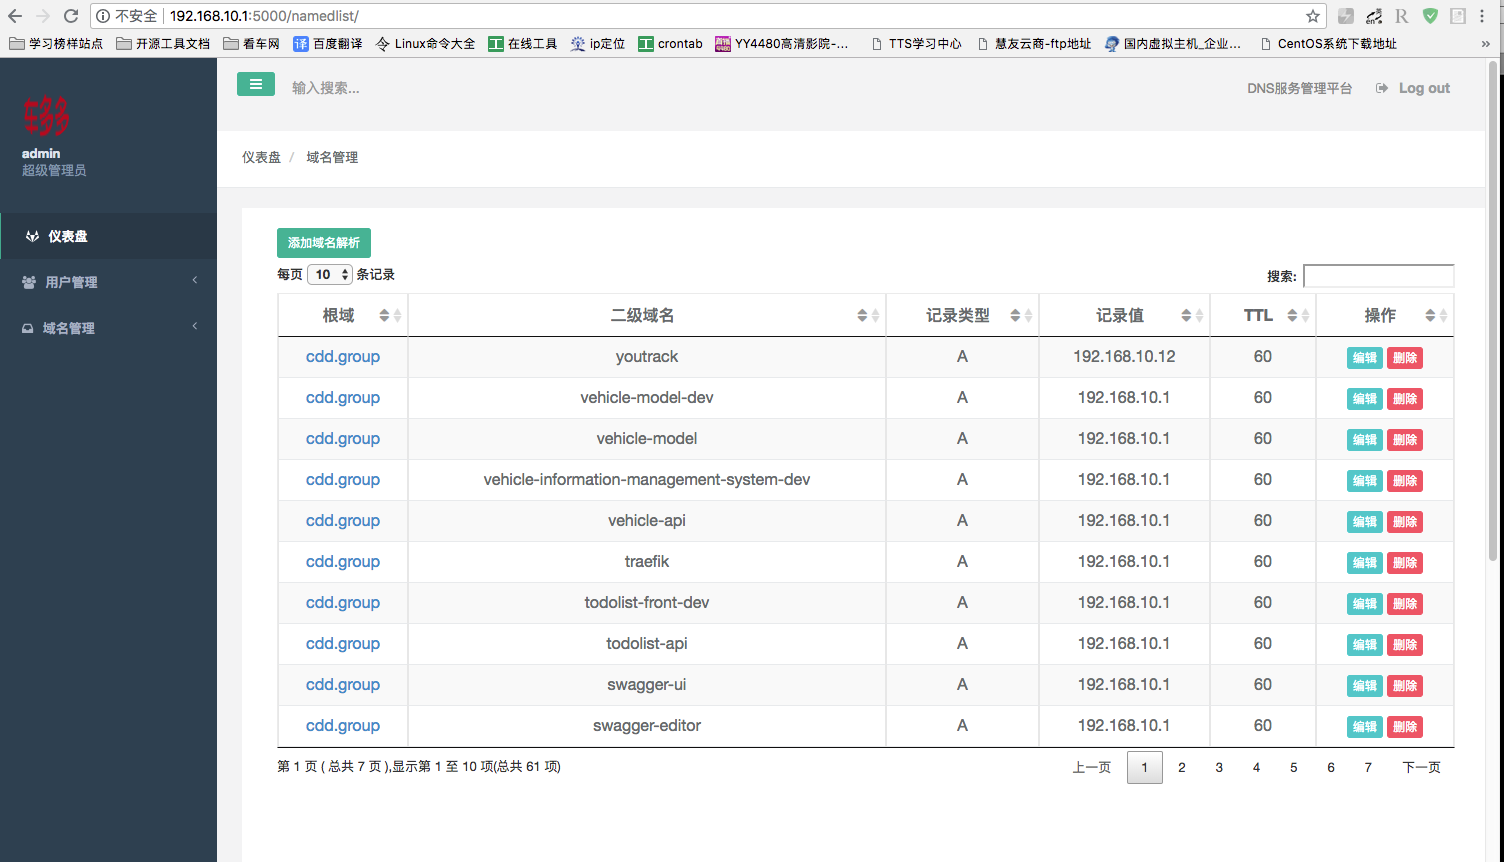 不安全 192.168.10.1:5000/namedlist/
学习榜样站点 开源工具文档 看车网 译 百度翻译 Linux命令大全 工 在线工具 ip定位 工 crontab YY4480高清影院-... TTS学习中心 慧友云商-ftp地址 国内虚拟主机_企业... CentOS系统下载地址 »
输入搜索... DNS服务管理平台 Log out
车多多
admin
超级管理员
仪表盘
用户管理
域名管理
仪表盘 / 域名管理
添加域名解析
每页 10 条记录 搜索:
根域 二级域名 记录类型 记录值 TTL 操作
cdd.group youtrack A 192.168.10.12 60 编辑 删除
cdd.group vehicle-model-dev A 192.168.10.1 60 编辑 删除
cdd.group vehicle-model A 192.168.10.1 60 编辑 删除
cdd.group vehicle-information-management-system-dev A 192.168.10.1 60 编辑 删除
cdd.group vehicle-api A 192.168.10.1 60 编辑 删除
cdd.group traefik A 192.168.10.1 60 编辑 删除
cdd.group todolist-front-dev A 192.168.10.1 60 编辑 删除
cdd.group todolist-api A 192.168.10.1 60 编辑 删除
cdd.group swagger-ui A 192.168.10.1 60 编辑 删除
cdd.group swagger-editor A 192.168.10.1 60 编辑 删除
第 1 页 ( 总共 7 页 ),显示第 1 至 10 项(总共 61 项) 上一页 1 2 3 4 5 6 7 下一页